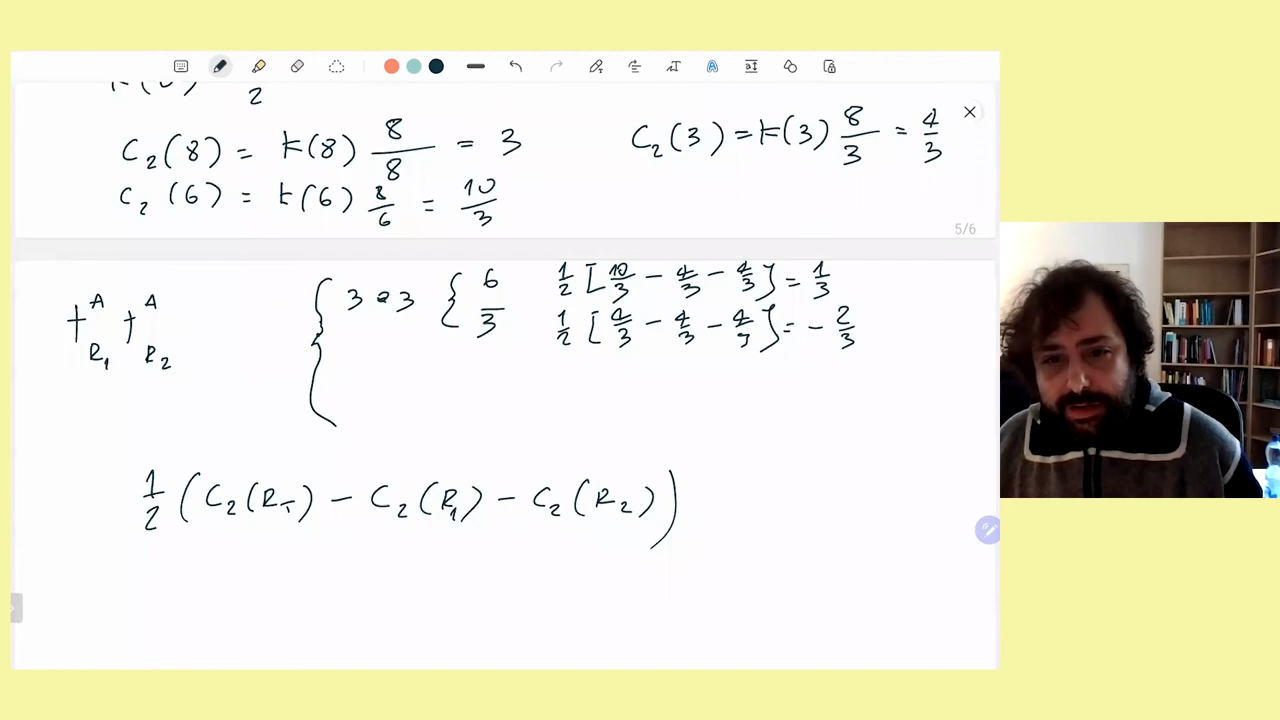 2
C₂(8) = k(8) 8/8 = 3
C₂(3) = k(3) 8/3 = 4/3
C₂(6) = k(6) 8/6 = 10/3
5/6
t^A_{R₁} t^A_{R₂}
3 ⊗ 3 { 6 1/2 [10/3 − 4/3 − 4/3] = 1/3
3̅ 1/2 [4/3 − 4/3 − 4/3] = − 2/3
1/2 (C₂(R_T) − C₂(R₁) − C₂(R₂))